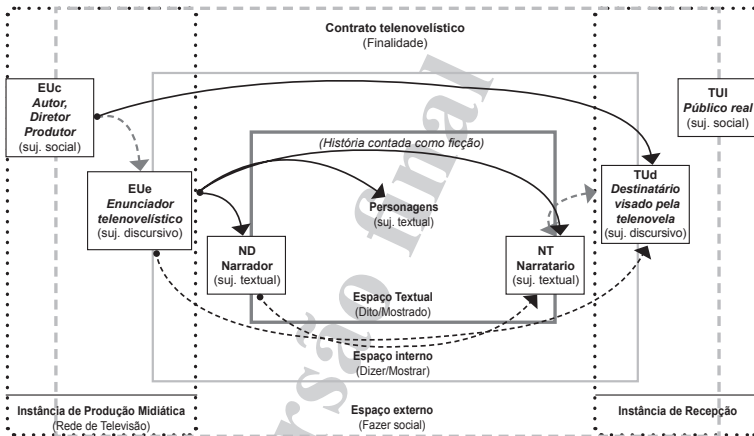 Contrato telenovelístico
(Finalidade)
EUc
Autor,
Diretor
Produtor
(suj. social)
TUI
Público real
(suj. social)
(História contada como ficção)
EUe
Enunciador
telenovelístico
(suj. discursivo)
Personagens
(suj. textual)
TUd
Destinatário
visado pela
telenovela
(suj. discursivo)
ND
Narrador
(suj. textual)
NT
Narratario
(suj. textual)
Espaço Textual
(Dito/Mostrado)
Espaço interno
(Dizer/Mostrar)
Instância de Produção Midiática
(Rede de Televisão)
Espaço externo
(Fazer social)
Instância de Recepção
ersão final